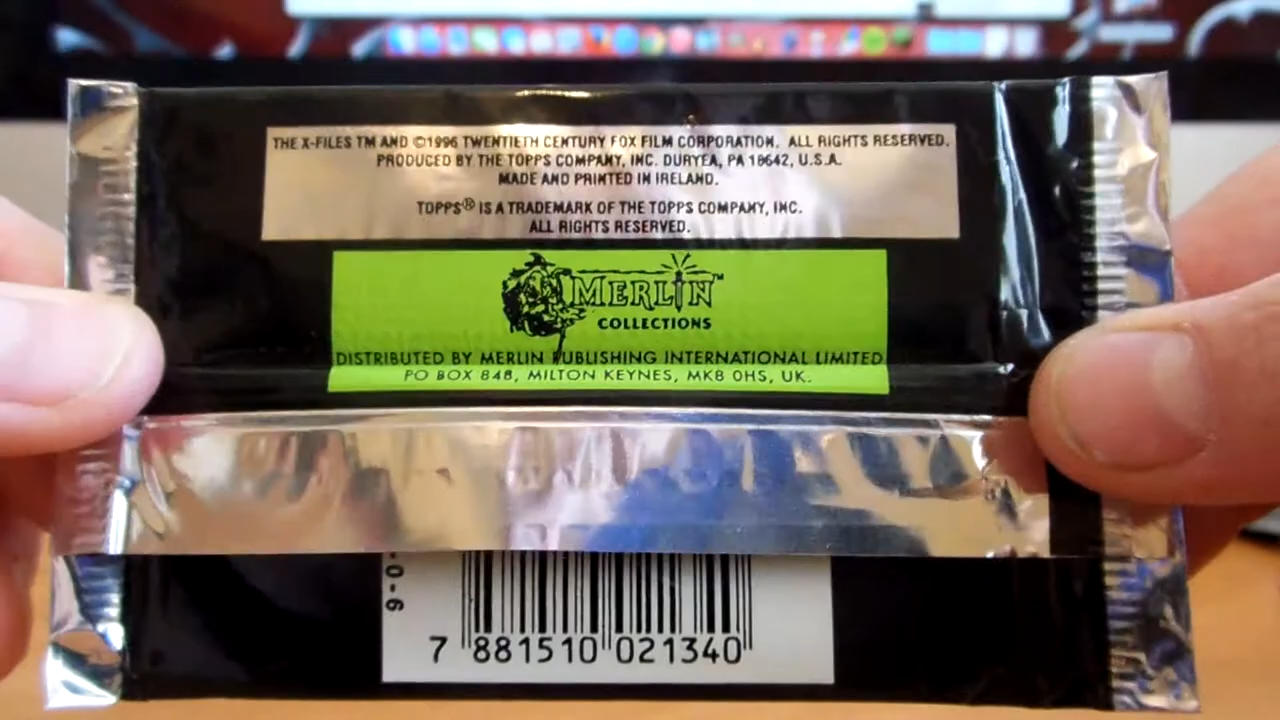 THE X-FILES TM AND ©1996 TWENTIETH CENTURY FOX FILM CORPORATION. ALL RIGHTS RESERVED.
PRODUCED BY THE TOPPS COMPANY, INC. DURYEA, PA 18642, U.S.A.
MADE AND PRINTED IN IRELAND.
TOPPS® IS A TRADEMARK OF THE TOPPS COMPANY, INC.
ALL RIGHTS RESERVED.
MERLIN™
COLLECTIONS
DISTRIBUTED BY MERLIN PUBLISHING INTERNATIONAL LIMITED
PO BOX 848, MILTON KEYNES, MK8 0HS, UK.
7 881510 021340